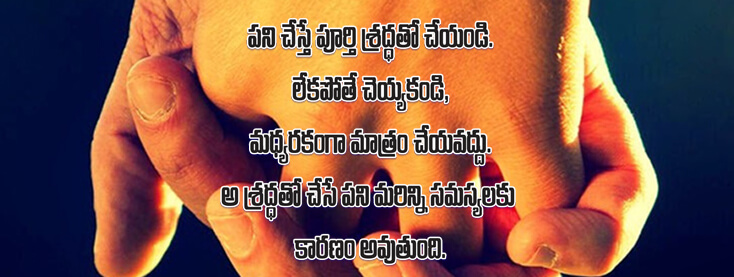 పని చేస్తే పూర్తి శ్రద్ధతో చేయండి.
లేకపోతే చెయ్యకండి,
మధ్యరకంగా మాత్రం చేయవద్దు.
అ శ్రద్ధతో చేసే పని మరిన్ని సమస్యలకు
కారణం అవుతుంది.